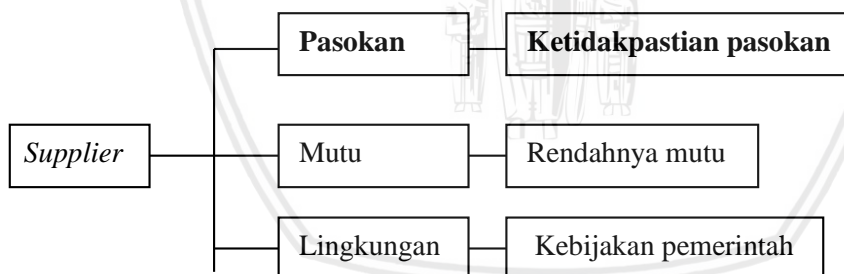 Pasokan
Ketidakpastian pasokan
Supplier
Mutu
Rendahnya mutu
Lingkungan
Kebijakan pemerintah